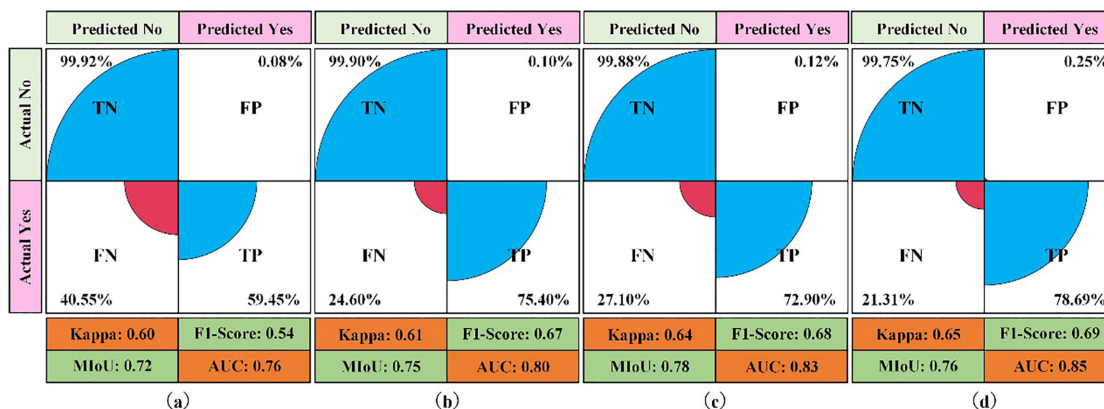 Predicted No Predicted Yes Predicted No Predicted Yes Predicted No Predicted Yes Predicted No Predicted Yes
Actual No
99.92% 0.08% 99.90% 0.10% 99.88% 0.12% 99.75% 0.25%
TN FP TN FP TN FP TN FP
Actual Yes
FN TP FN TP FN TP FN TP
40.55% 59.45% 24.60% 75.40% 27.10% 72.90% 21.31% 78.69%
Kappa: 0.60 F1-Score: 0.54 Kappa: 0.61 F1-Score: 0.67 Kappa: 0.64 F1-Score: 0.68 Kappa: 0.65 F1-Score: 0.69
MIoU: 0.72 AUC: 0.76 MIoU: 0.75 AUC: 0.80 MIoU: 0.78 AUC: 0.83 MIoU: 0.76 AUC: 0.85
(a) (b) (c) (d)